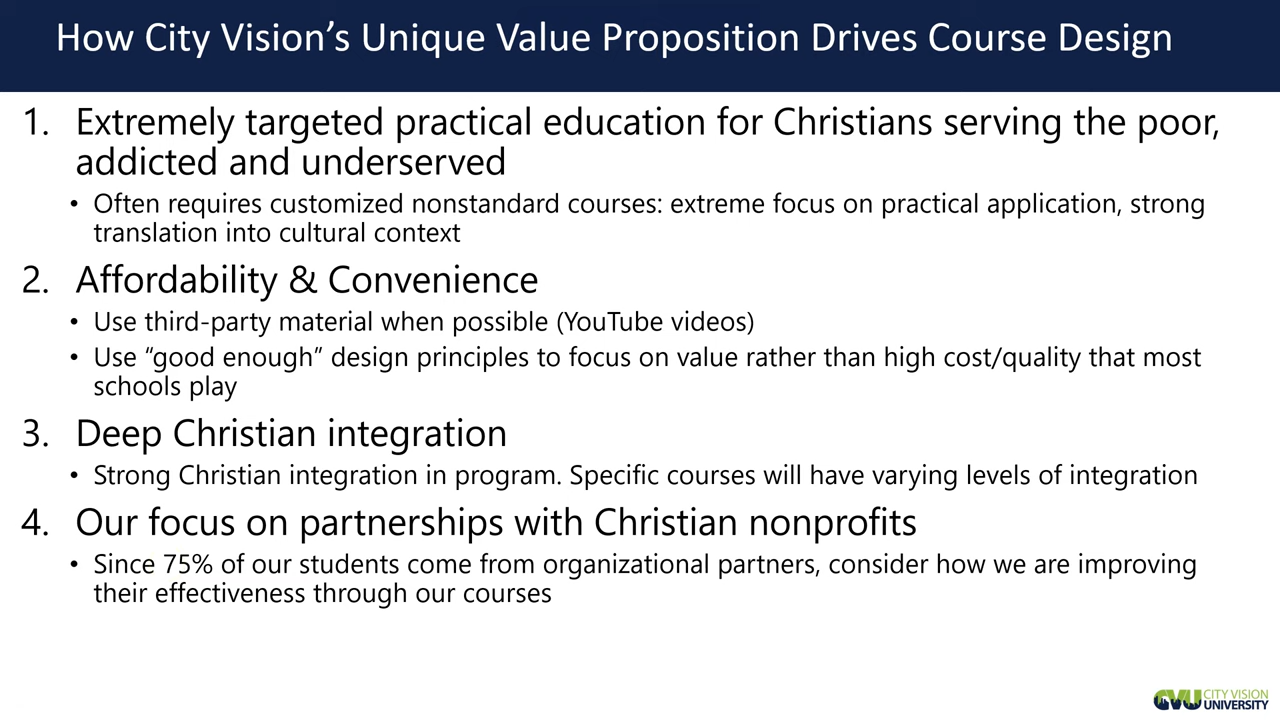 How City Vision’s Unique Value Proposition Drives Course Design
1. Extremely targeted practical education for Christians serving the poor,
addicted and underserved
• Often requires customized nonstandard courses: extreme focus on practical application, strong
translation into cultural context
2. Affordability & Convenience
• Use third-party material when possible (YouTube videos)
• Use “good enough” design principles to focus on value rather than high cost/quality that most
schools play
3. Deep Christian integration
• Strong Christian integration in program. Specific courses will have varying levels of integration
4. Our focus on partnerships with Christian nonprofits
• Since 75% of our students come from organizational partners, consider how we are improving
their effectiveness through our courses
CVU CITY VISION
UNIVERSITY